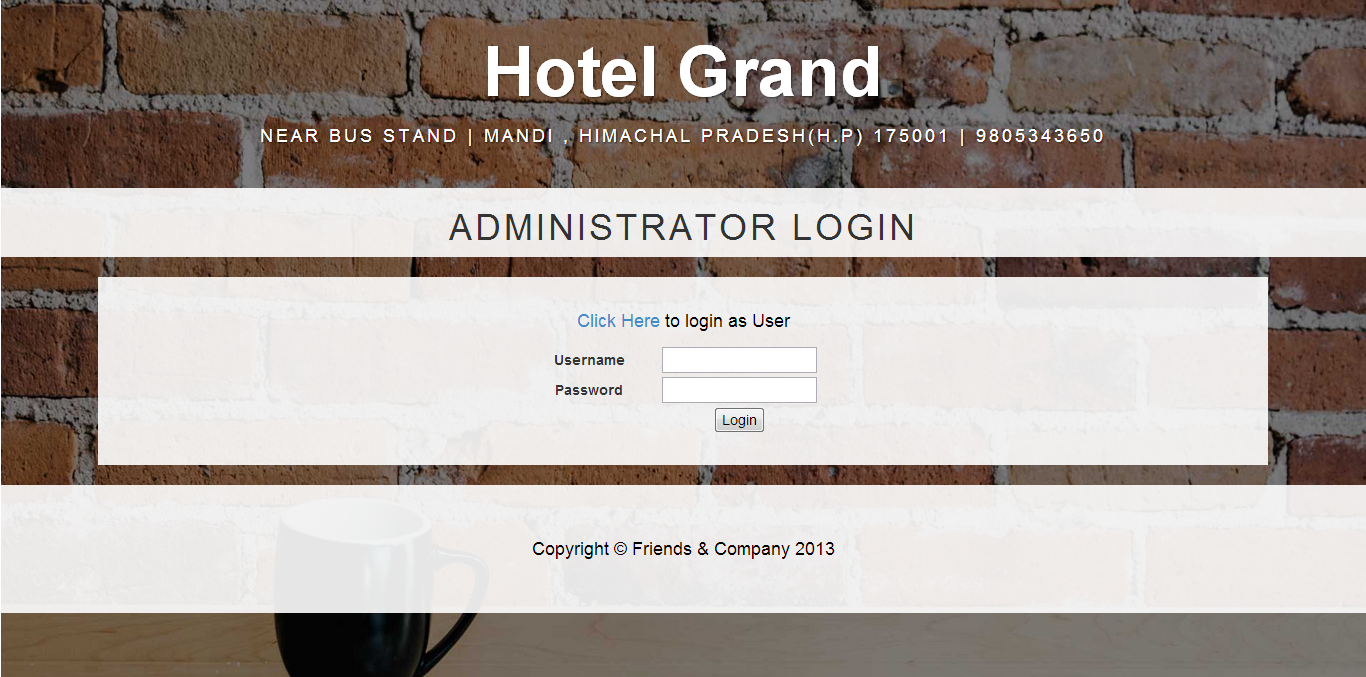 Hotel Grand
NEAR BUS STAND | MANDI , HIMACHAL PRADESH(H.P) 175001 | 9805343650
ADMINISTRATOR LOGIN
Click Here to login as User
Username
Password
Login
Copyright © Friends & Company 2013